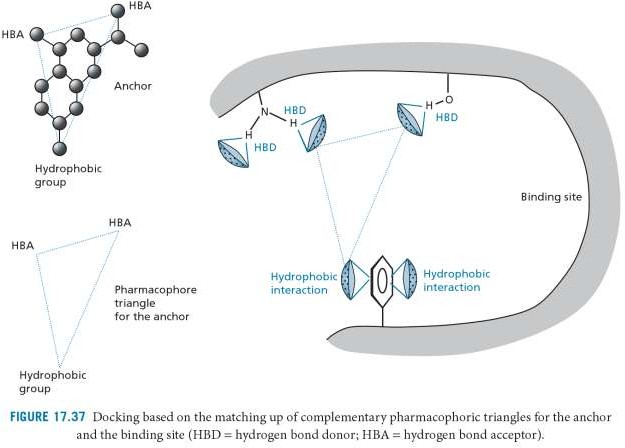 HBA
HBA
Anchor
Hydrophobic
group
HBA
HBA
Pharmacophore
triangle
for the anchor
Hydrophobic
group
N
H
HBD
H
HBD
H
O
HBD
Binding site
Hydrophobic
interaction
Hydrophobic
interaction
FIGURE 17.37 Docking based on the matching up of complementary pharmacophoric triangles for the anchor
and the binding site (HBD = hydrogen bond donor; HBA = hydrogen bond acceptor).